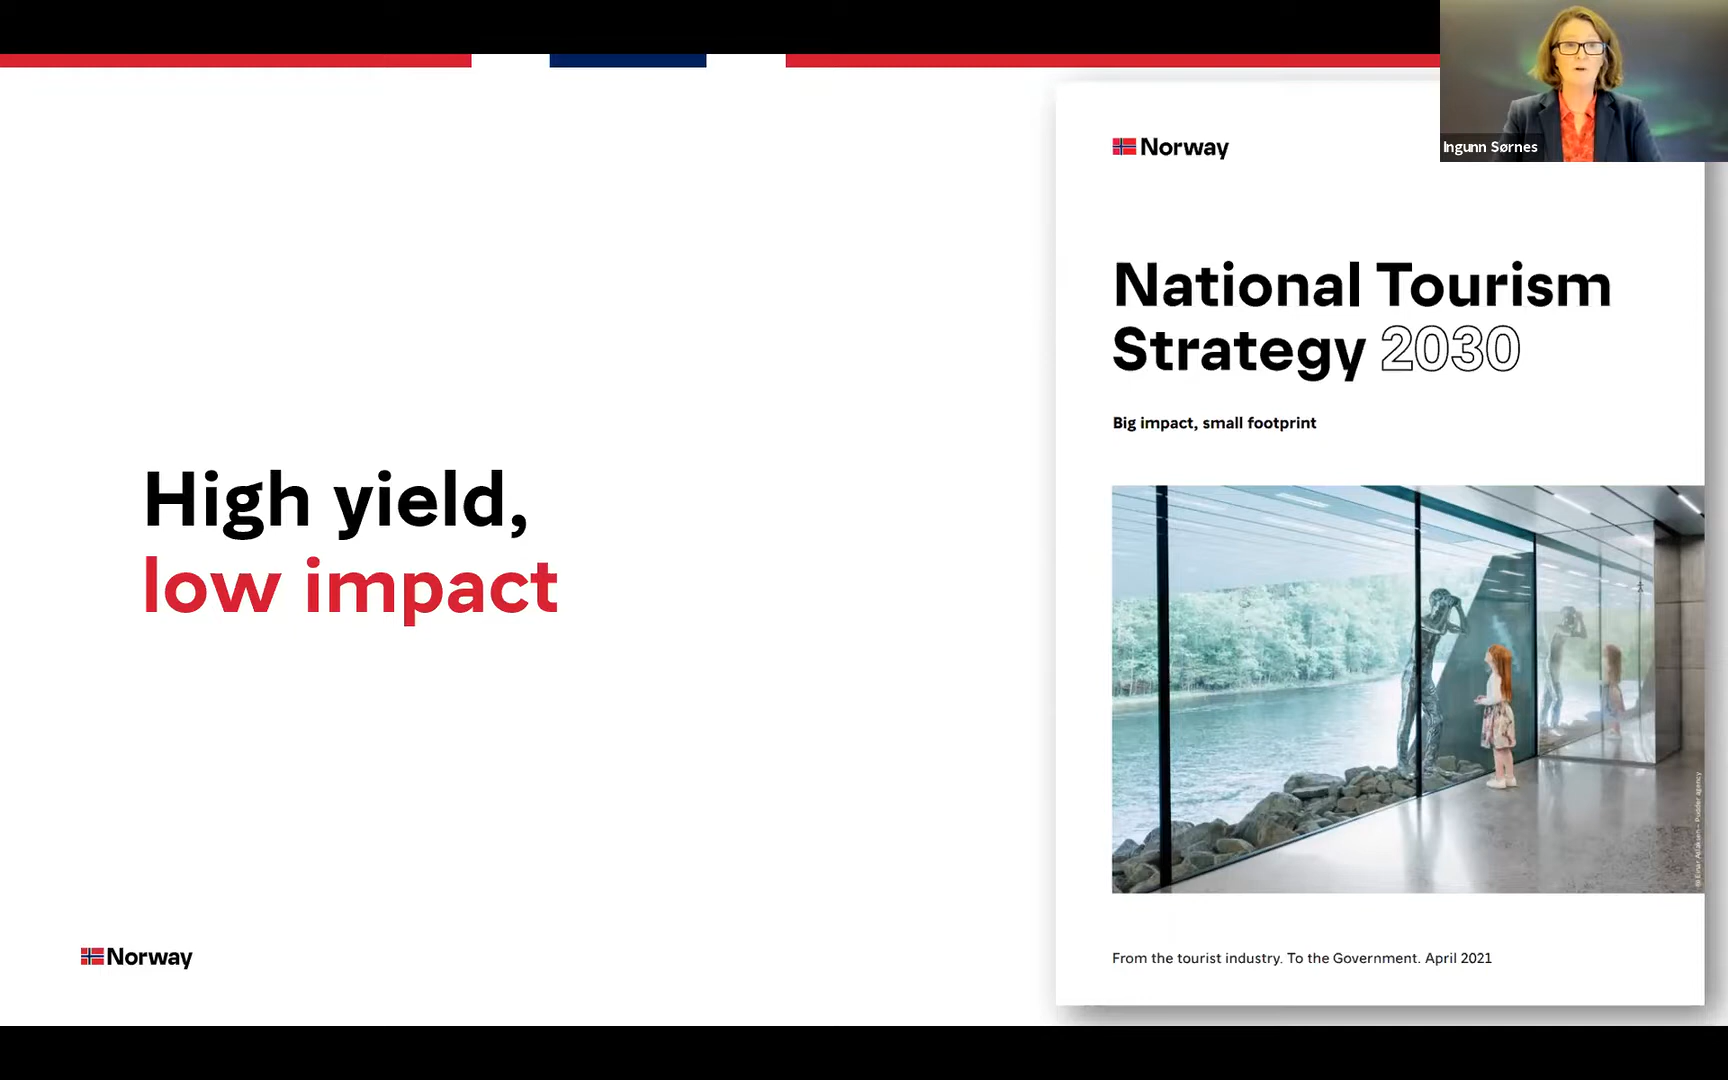 Ingunn Sørnes
High yield,
low impact
Norway
Norway
National Tourism
Strategy 2030
Big impact, small footprint
From the tourist industry. To the Government. April 2021